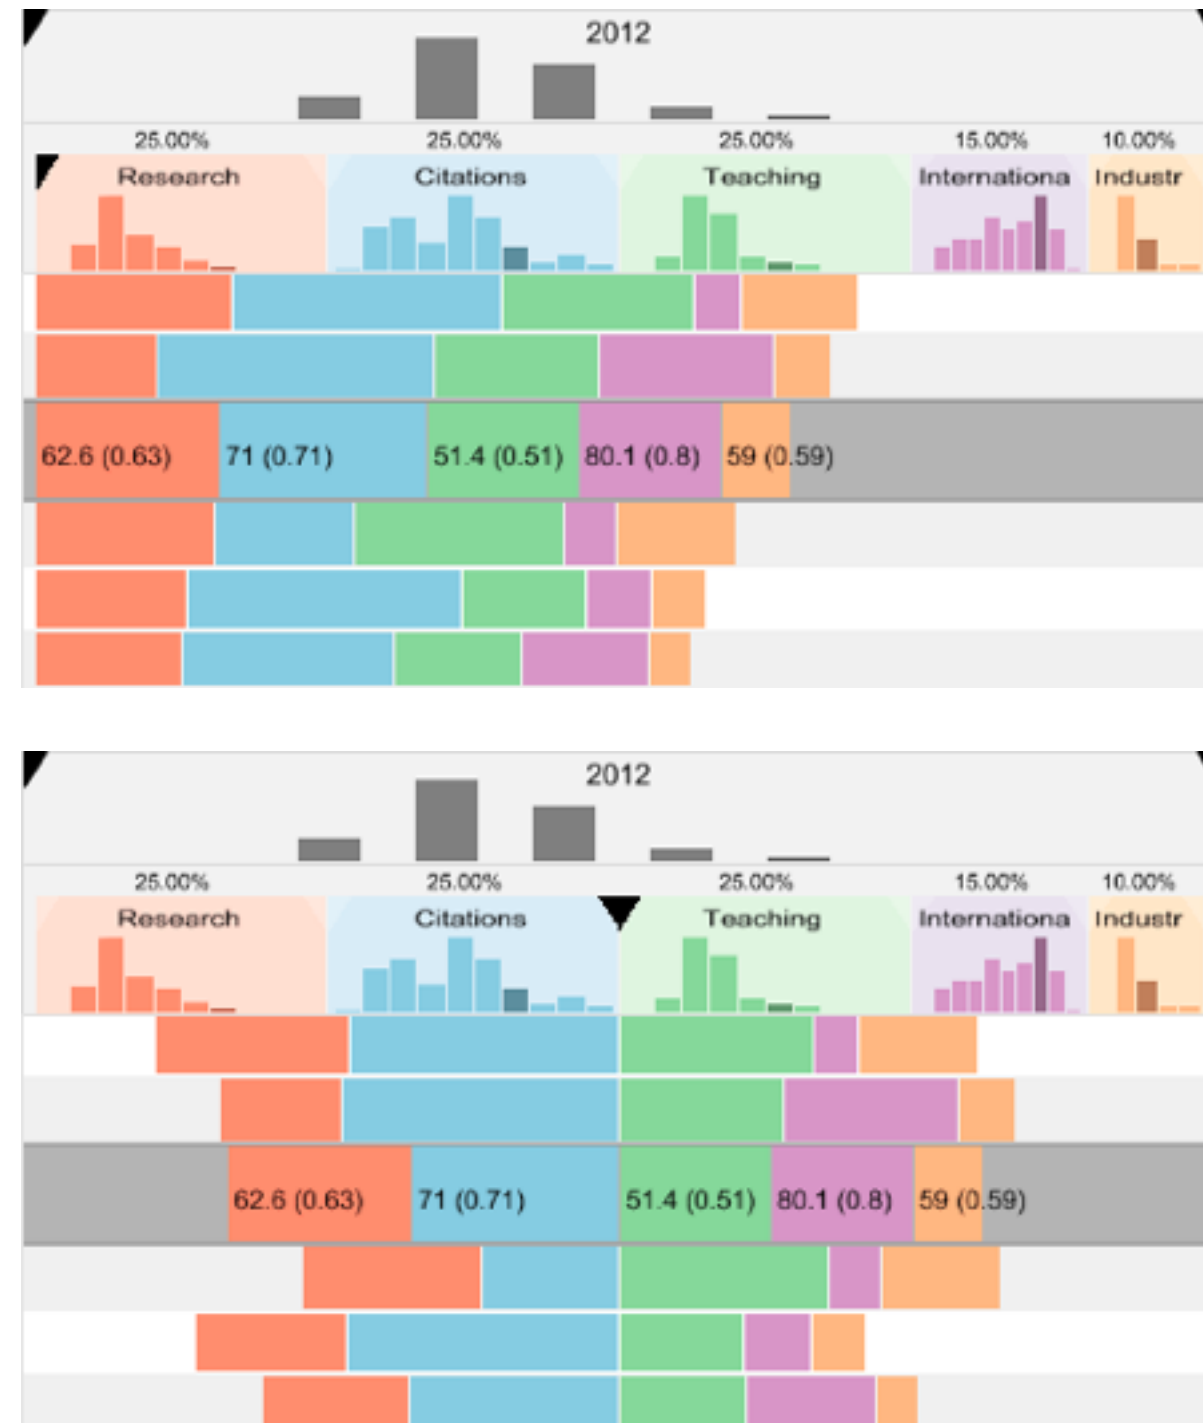 2012
25.00% 25.00% 25.00% 15.00% 10.00%
Research Citations Teaching Internationa Industr
62.6 (0.63) 71 (0.71) 51.4 (0.51) 80.1 (0.8) 59 (0.59)
2012
25.00% 25.00% 25.00% 15.00% 10.00%
Research Citations Teaching Internationa Industr
62.6 (0.63) 71 (0.71) 51.4 (0.51) 80.1 (0.8) 59 (0.59)